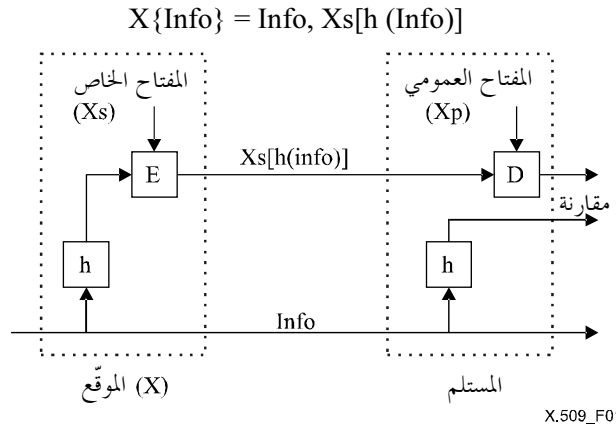 X{Info} = Info, Xs[h (Info)]
المفتاح الخاص
(Xs)
المفتاح العمومي
(Xp)
E
Xs[h(info)]
D
مقارنة
h
h
Info
الموقّع (X)
المستلم
X.509_F0